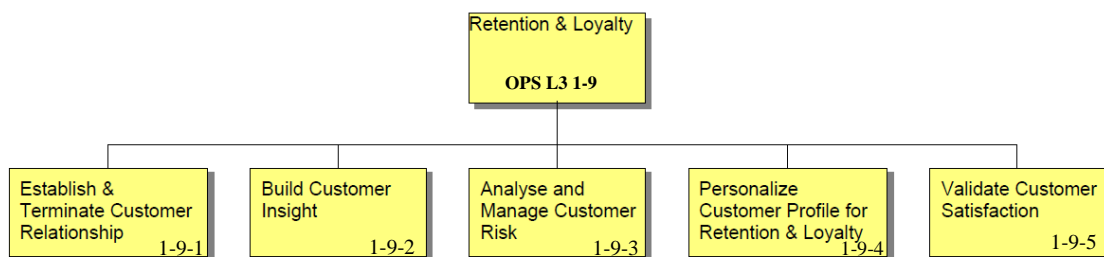 Retention & Loyalty
OPS L3 1-9
Establish &
Terminate Customer
Relationship
1-9-1
Build Customer
Insight
1-9-2
Analyse and
Manage Customer
Risk
1-9-3
Personalize
Customer Profile for
Retention & Loyalty
1-9-4
Validate Customer
Satisfaction
1-9-5